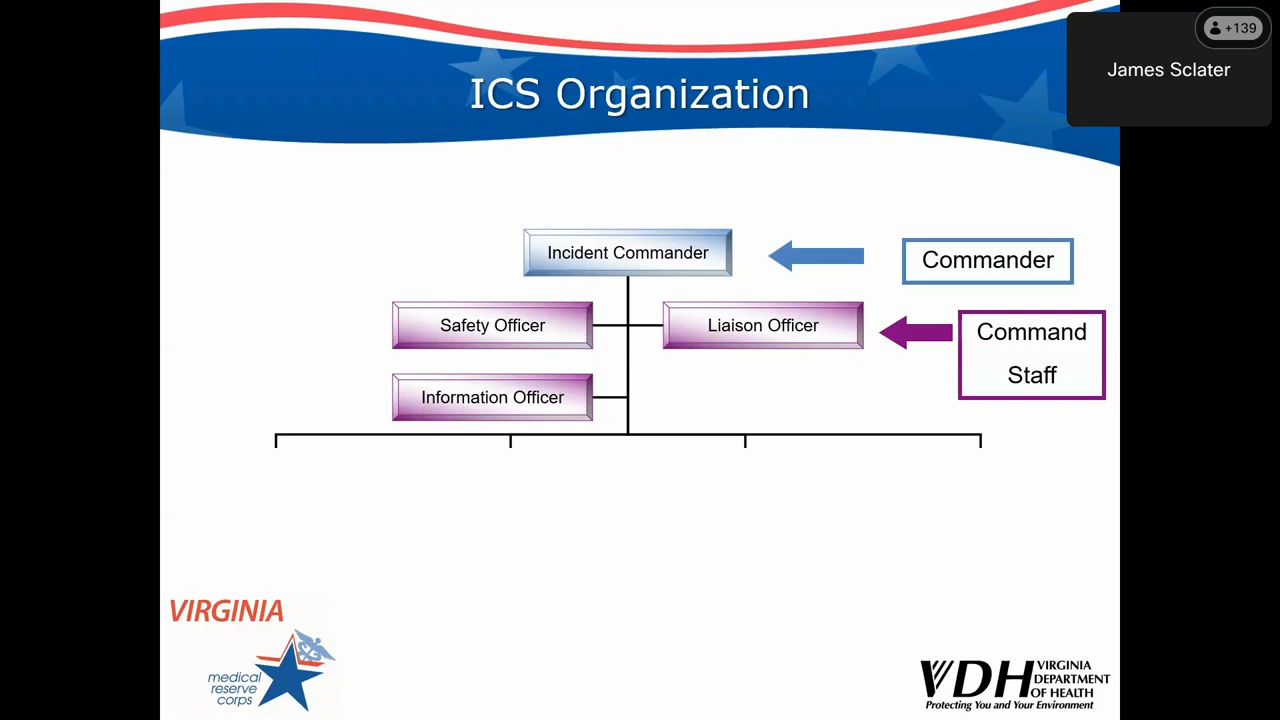 +139
James Sclater
ICS Organization
Incident Commander
Commander
Safety Officer
Liaison Officer
Command
Staff
Information Officer
VIRGINIA
medical
reserve
corps
VDH
VIRGINIA
DEPARTMENT
OF HEALTH
Protecting You and Your Environment